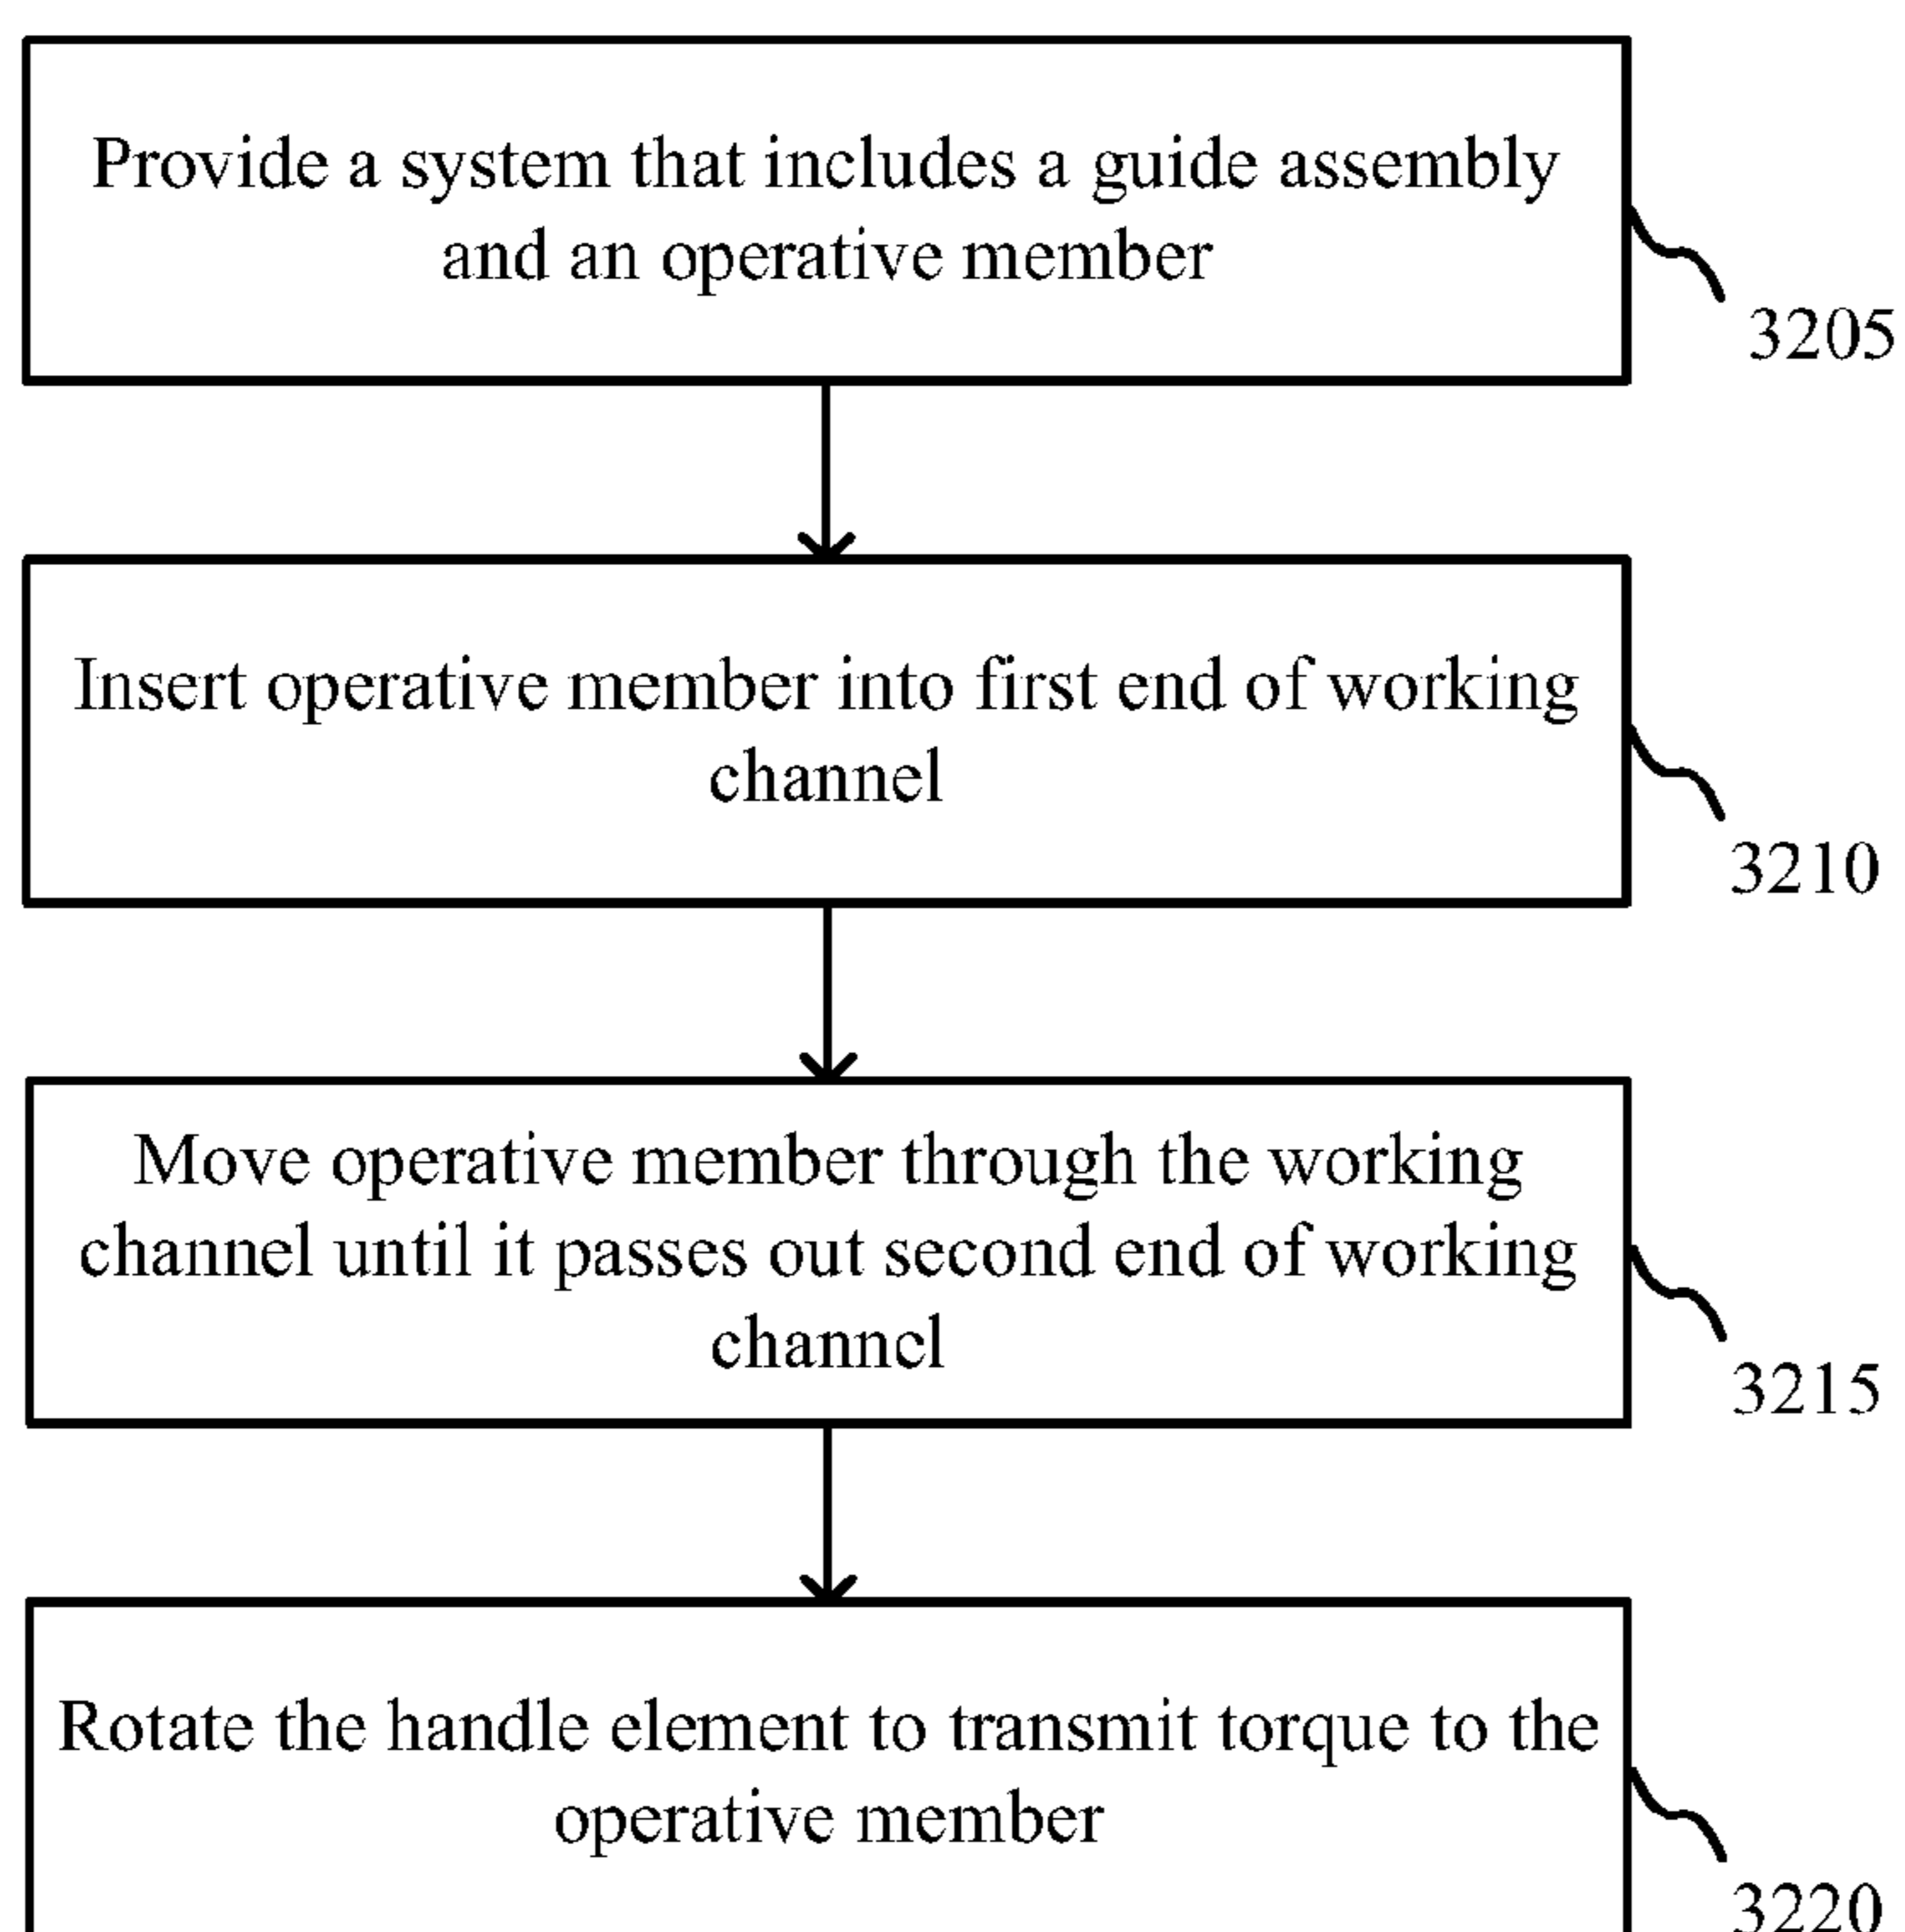 Provide a system that includes a guide assembly
and an operative member
3205
Insert operative member into first end of working
channel
3210
Move operative member through the working
channel until it passes out second end of working
channel
3215
Rotate the handle element to transmit torque to the
operative member
3220